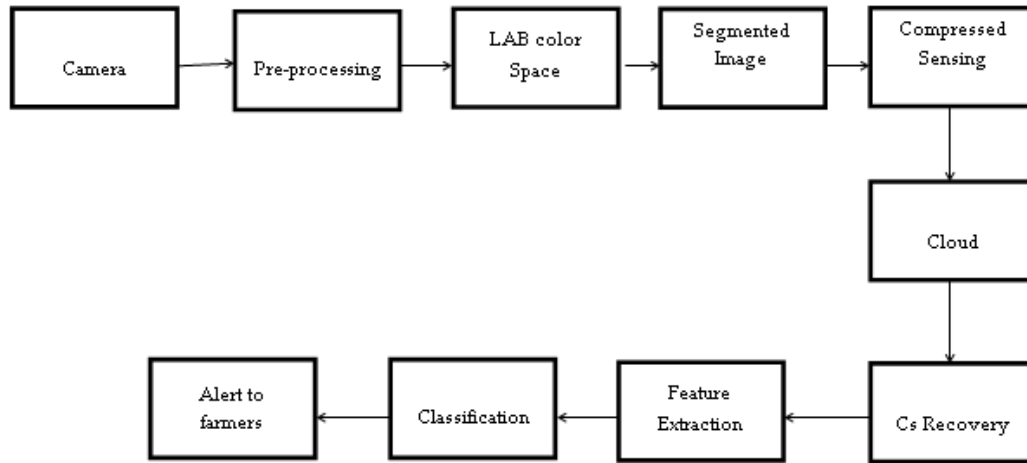 Camera
Pre-processing
LAB color
Space
Segmented
Image
Compressed
Sensing
Cloud
Cs Recovery
Feature
Extraction
Classification
Alert to
farmers